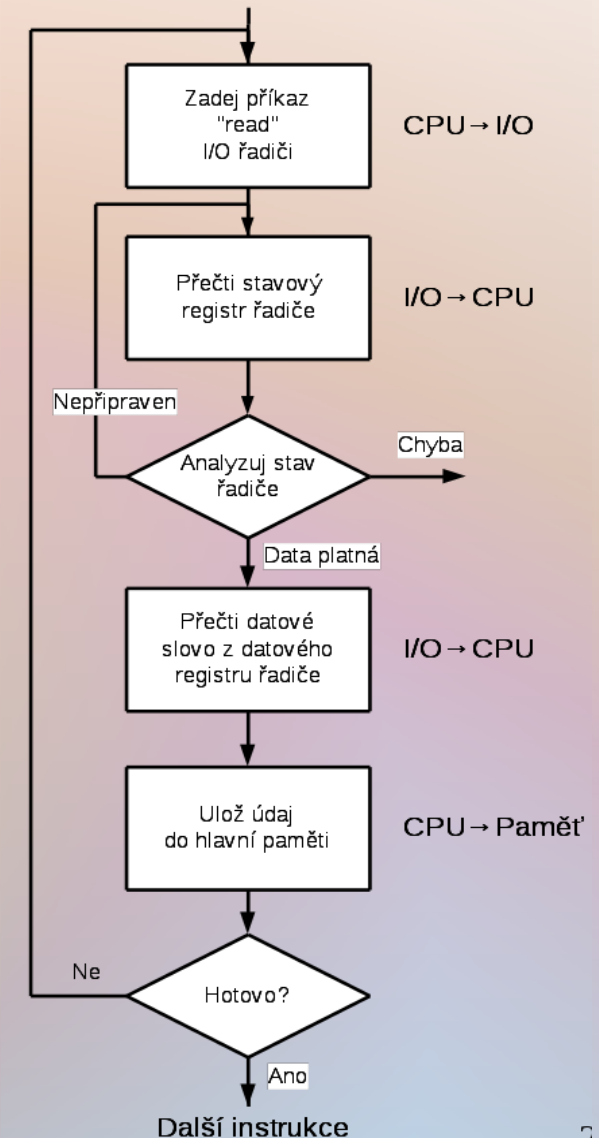 Zadej příkaz
"read"
I/O řadiči
CPU → I/O
Přečti stavový
registr řadiče
I/O → CPU
Nepřipraven
Analyzuj stav
řadiče
Chyba
Data platná
Přečti datové
slovo z datového
registru řadiče
I/O → CPU
Ulož údaj
do hlavní paměti
CPU → Paměť
Ne
Hotovo?
Ano
Další instrukce